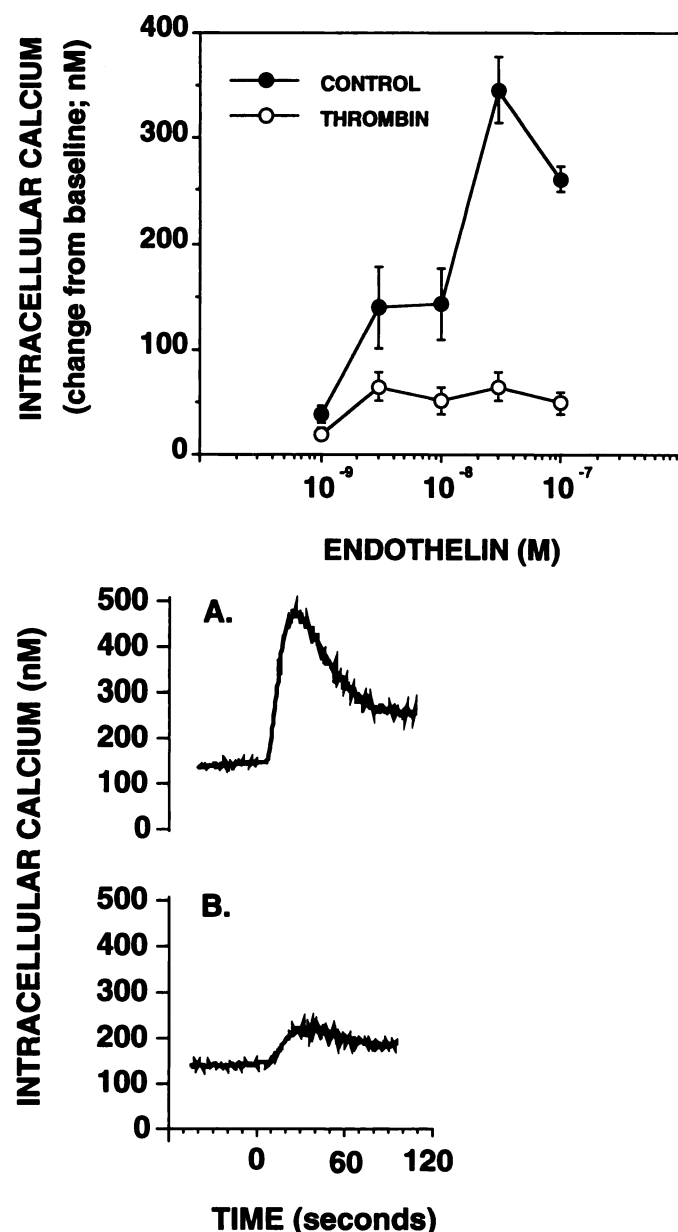 INTRACELLULAR CALCIUM
(change from baseline; nM)
400
300
200
100
0
CONTROL
THROMBIN
10-9
10-8
10-7
ENDOTHELIN (M)
INTRACELLULAR CALCIUM (nM)
A.
500
400
300
200
100
0
B.
500
400
300
200
100
0
0 60 120
TIME (seconds)